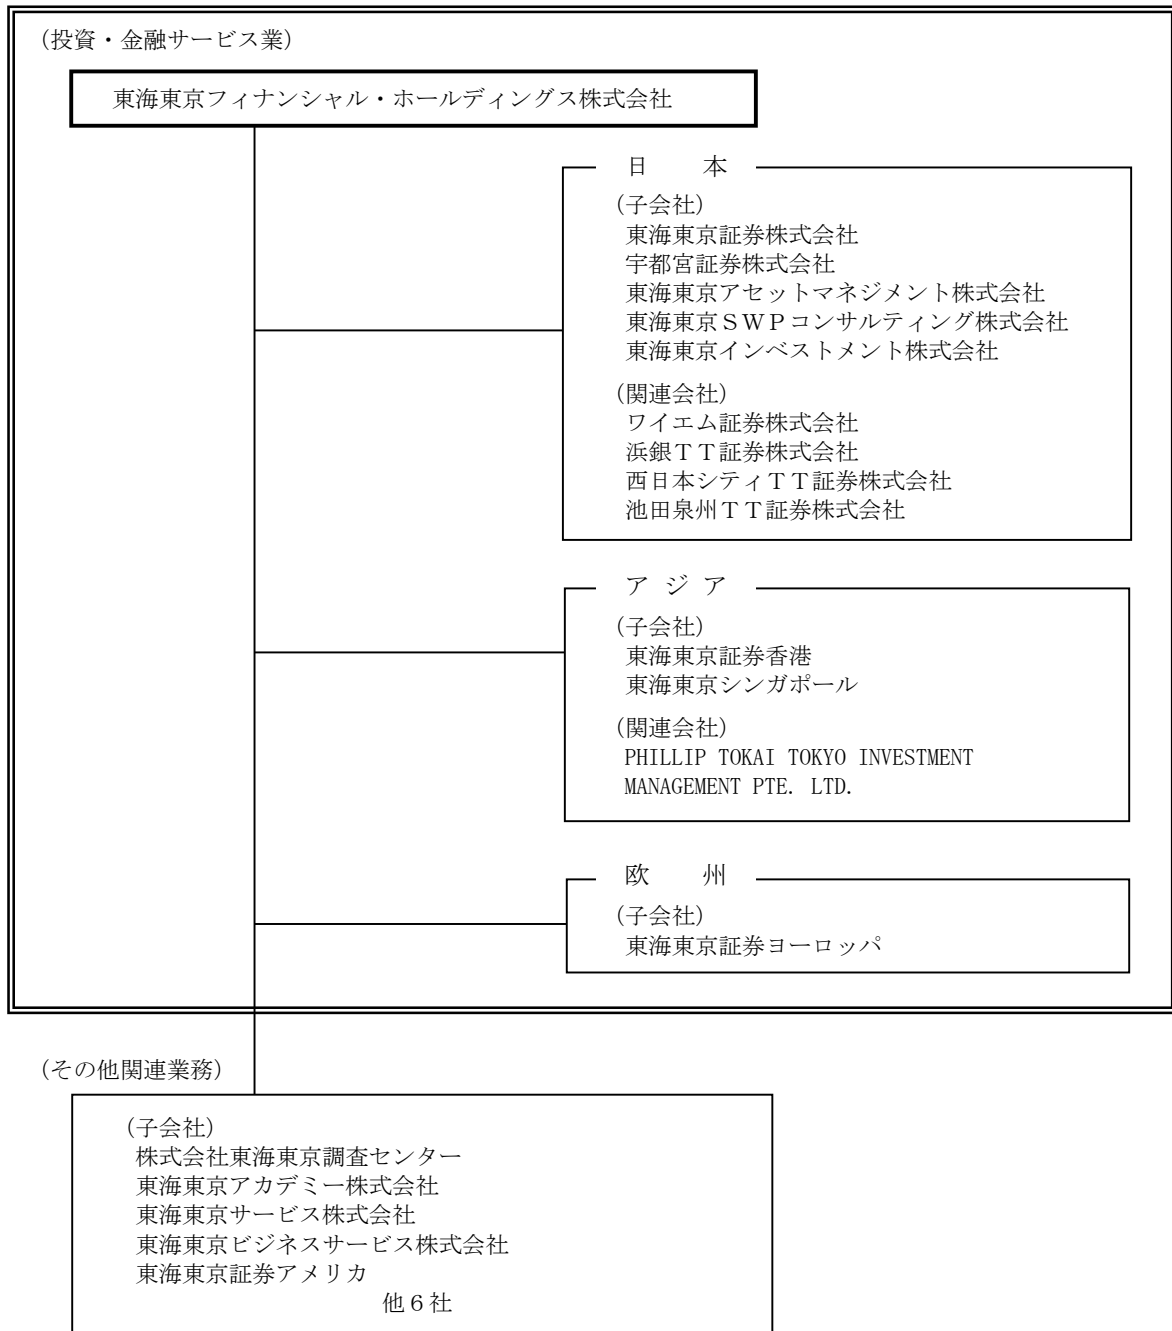 （投資・金融サービス業）
東海東京フィナンシャル・ホールディングス株式会社
日　　本
（子会社）
東海東京証券株式会社
宇都宮証券株式会社
東海東京アセットマネジメント株式会社
東海東京ＳＷＰコンサルティング株式会社
東海東京インベストメント株式会社
（関連会社）
ワイエム証券株式会社
浜銀ＴＴ証券株式会社
西日本シティＴＴ証券株式会社
池田泉州ＴＴ証券株式会社
ア ジ ア
（子会社）
東海東京証券香港
東海東京シンガポール
（関連会社）
PHILLIP TOKAI TOKYO INVESTMENT
MANAGEMENT PTE. LTD.
欧　　州
（子会社）
東海東京証券ヨーロッパ
（その他関連業務）
（子会社）
株式会社東海東京調査センター
東海東京アカデミー株式会社
東海東京サービス株式会社
東海東京ビジネスサービス株式会社
東海東京証券アメリカ
他６社